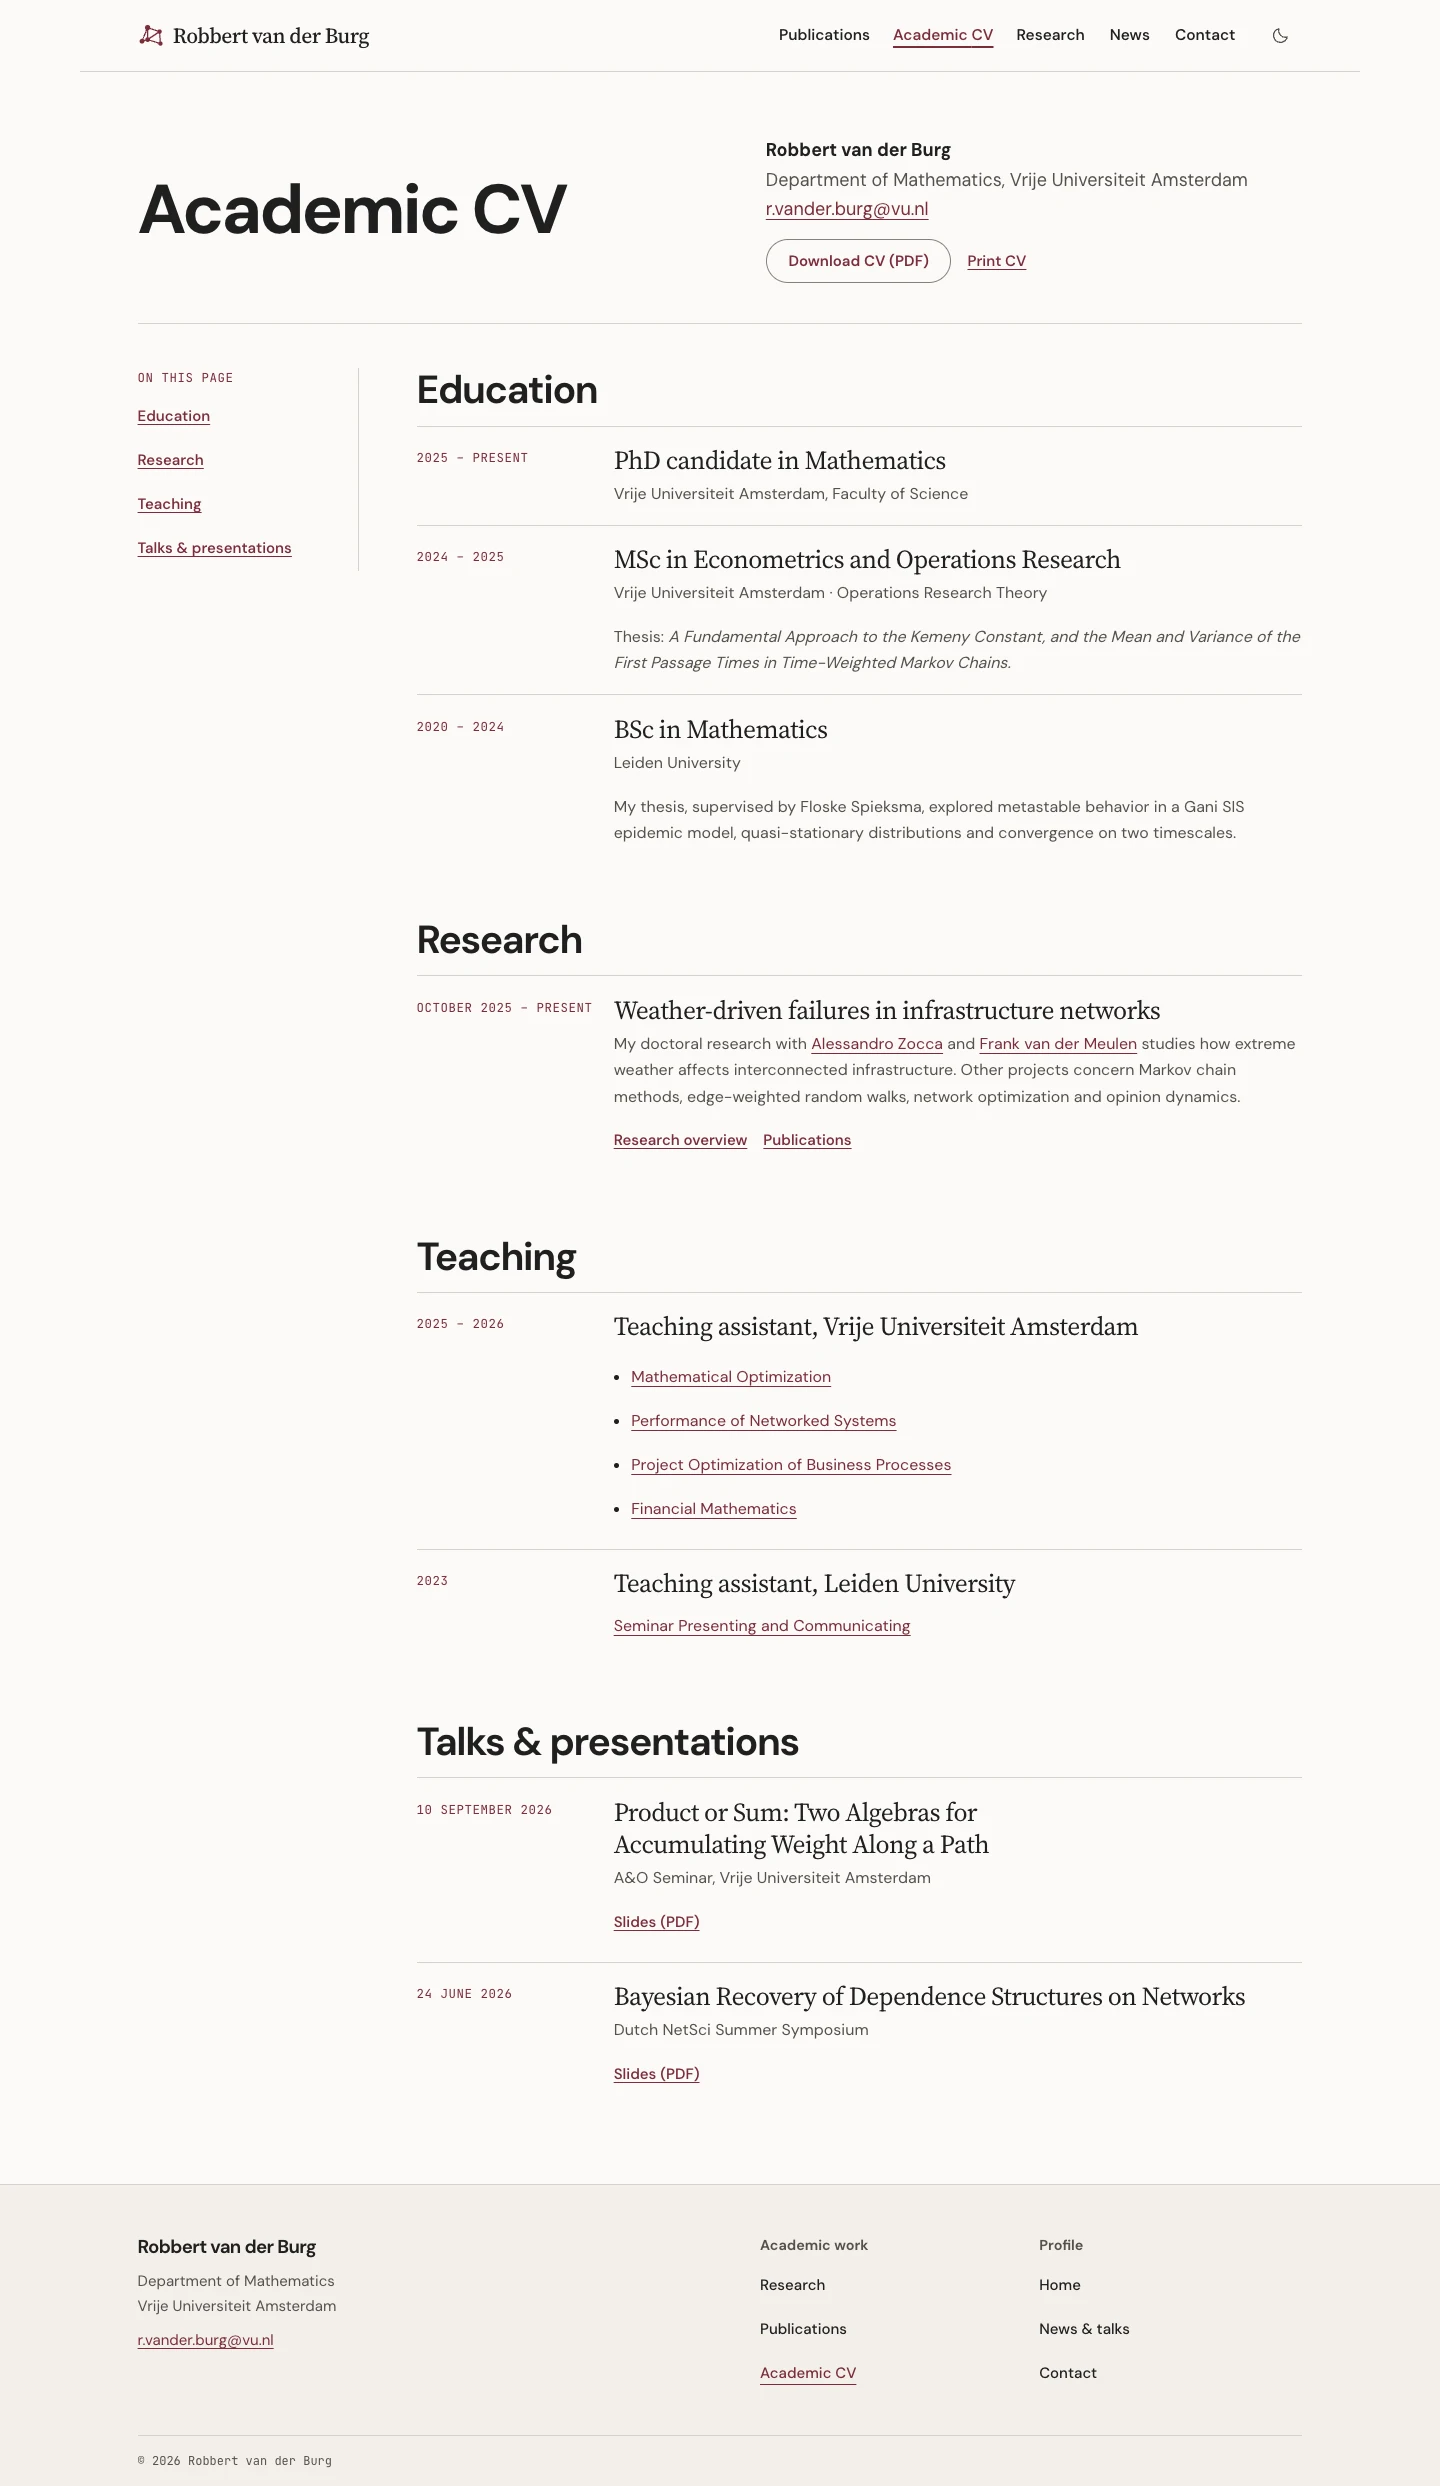 Robbert van der Burg
Publications
Academic CV
Research
News
Contact
Academic CV
Robbert van der Burg
Department of Mathematics, Vrije Universiteit Amsterdam
r.vander.burg@vu.nl
Download CV (PDF)
Print CV
ON THIS PAGE
Education
Research
Teaching
Talks & presentations
Education
2025 – PRESENT
PhD candidate in Mathematics
Vrije Universiteit Amsterdam, Faculty of Science
2024 – 2025
MSc in Econometrics and Operations Research
Vrije Universiteit Amsterdam · Operations Research Theory
Thesis: A Fundamental Approach to the Kemeny Constant, and the Mean and Variance of the
First Passage Times in Time-Weighted Markov Chains.
2020 – 2024
BSc in Mathematics
Leiden University
My thesis, supervised by Floske Spieksma, explored metastable behavior in a Gani SIS
epidemic model, quasi-stationary distributions and convergence on two timescales.
Research
OCTOBER 2025 – PRESENT
Weather-driven failures in infrastructure networks
My doctoral research with Alessandro Zocca and Frank van der Meulen studies how extreme
weather affects interconnected infrastructure. Other projects concern Markov chain
methods, edge-weighted random walks, network optimization and opinion dynamics.
Research overview
Publications
Teaching
2025 – 2026
Teaching assistant, Vrije Universiteit Amsterdam
• Mathematical Optimization
• Performance of Networked Systems
• Project Optimization of Business Processes
• Financial Mathematics
2023
Teaching assistant, Leiden University
Seminar Presenting and Communicating
Talks & presentations
10 SEPTEMBER 2026
Product or Sum: Two Algebras for
Accumulating Weight Along a Path
A&O Seminar, Vrije Universiteit Amsterdam
Slides (PDF)
24 JUNE 2026
Bayesian Recovery of Dependence Structures on Networks
Dutch NetSci Summer Symposium
Slides (PDF)
Robbert van der Burg
Department of Mathematics
Vrije Universiteit Amsterdam
r.vander.burg@vu.nl
Academic work
Research
Publications
Academic CV
Profile
Home
News & talks
Contact
© 2026 Robbert van der Burg